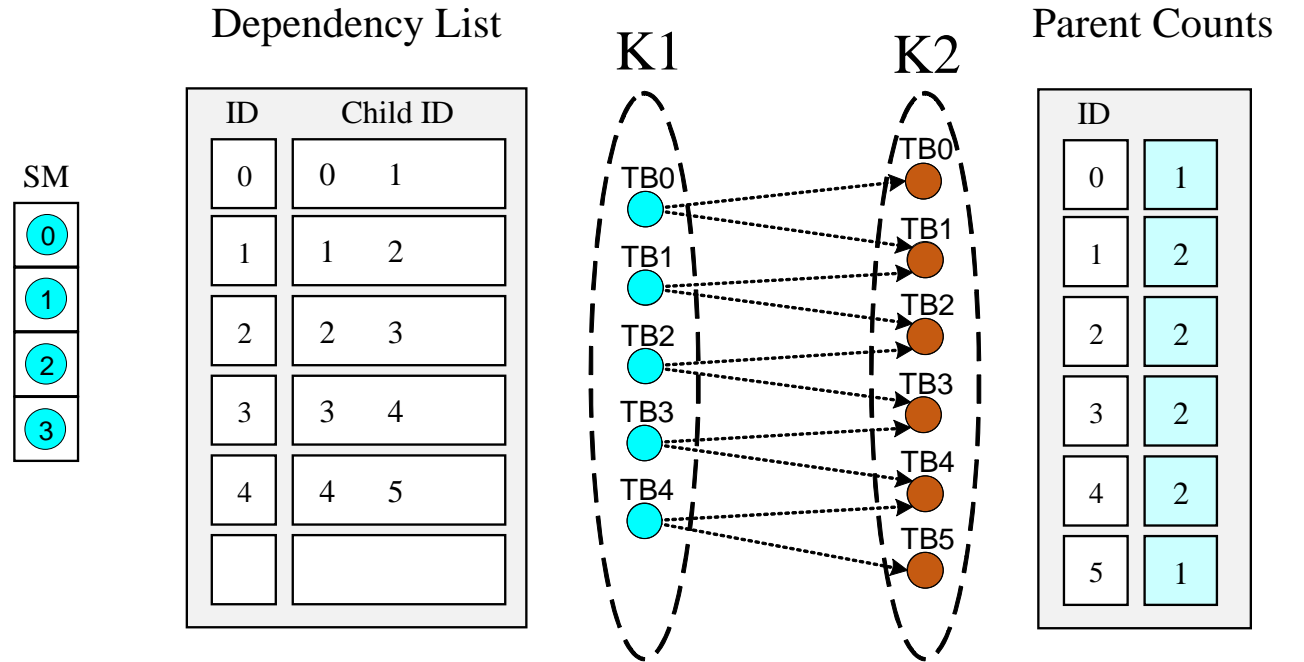 Dependency List
K1
K2
Parent Counts
SM
0
1
2
3
ID Child ID
0 0 1
1 1 2
2 2 3
3 3 4
4 4 5
TB0
TB1
TB2
TB3
TB4
TB0
TB1
TB2
TB3
TB4
TB5
ID
0 1
1 2
2 2
3 2
4 2
5 1